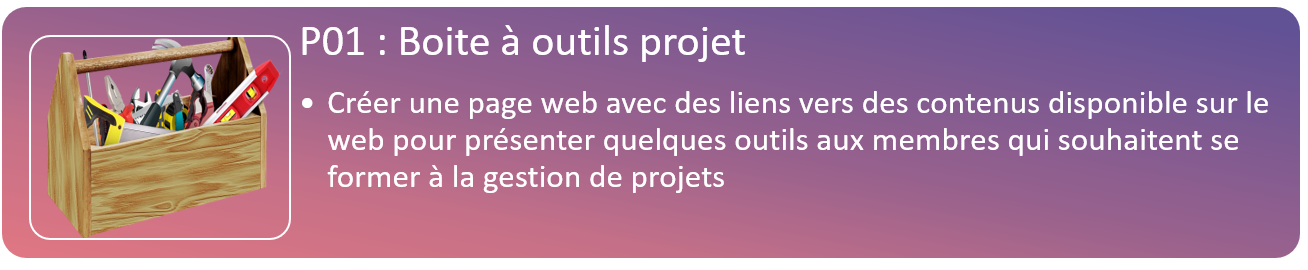 P01 : Boite à outils projet
• Créer une page web avec des liens vers des contenus disponible sur le
web pour présenter quelques outils aux membres qui souhaitent se
former à la gestion de projets